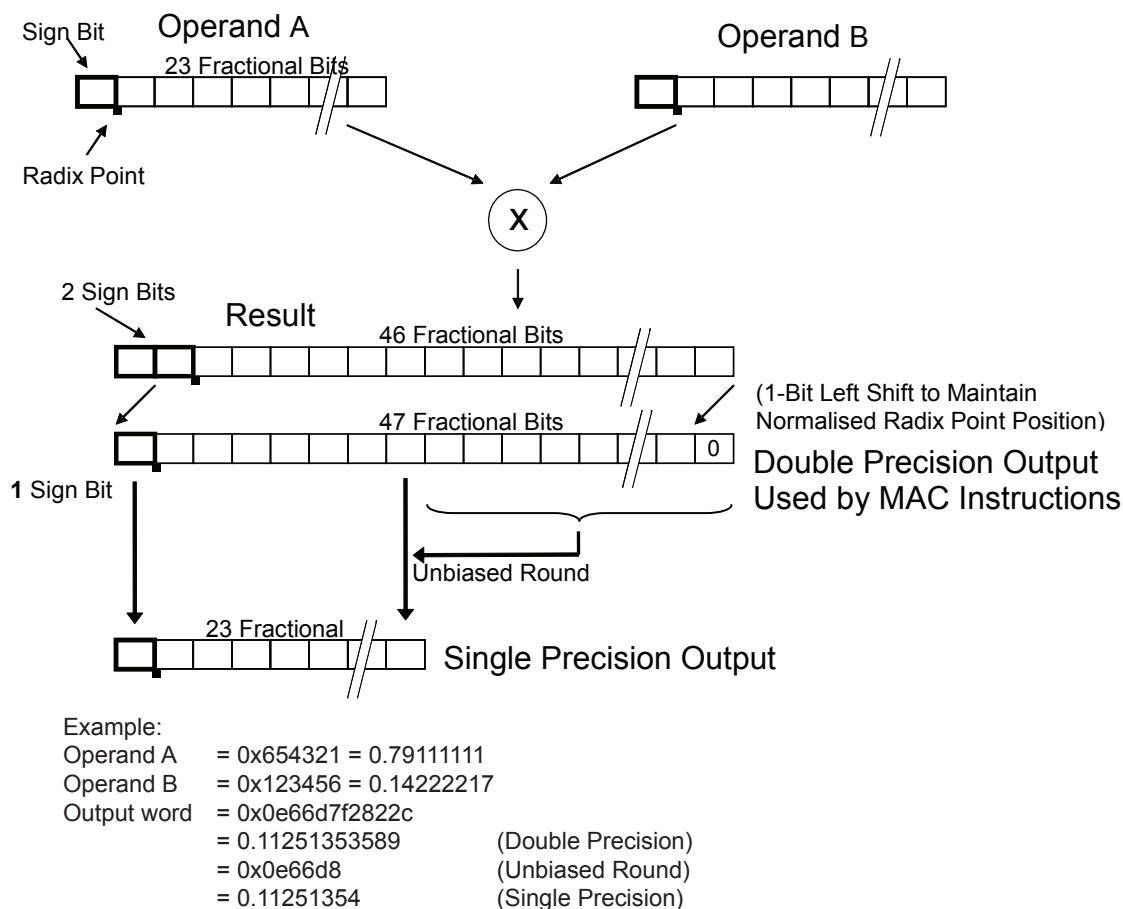 Sign Bit
Operand A
Operand B
23 Fractional Bits
Radix Point
X
2 Sign Bits
Result
46 Fractional Bits
(1-Bit Left Shift to Maintain
Normalised Radix Point Position)
47 Fractional Bits
0
Double Precision Output
Used by MAC Instructions
1 Sign Bit
Unbiased Round
23 Fractional
Single Precision Output
Example:
Operand A = 0x654321 = 0.79111111
Operand B = 0x123456 = 0.14222217
Output word = 0x0e66d7f2822c
= 0.11251353589 (Double Precision)
= 0x0e66d8 (Unbiased Round)
= 0.11251354 (Single Precision)